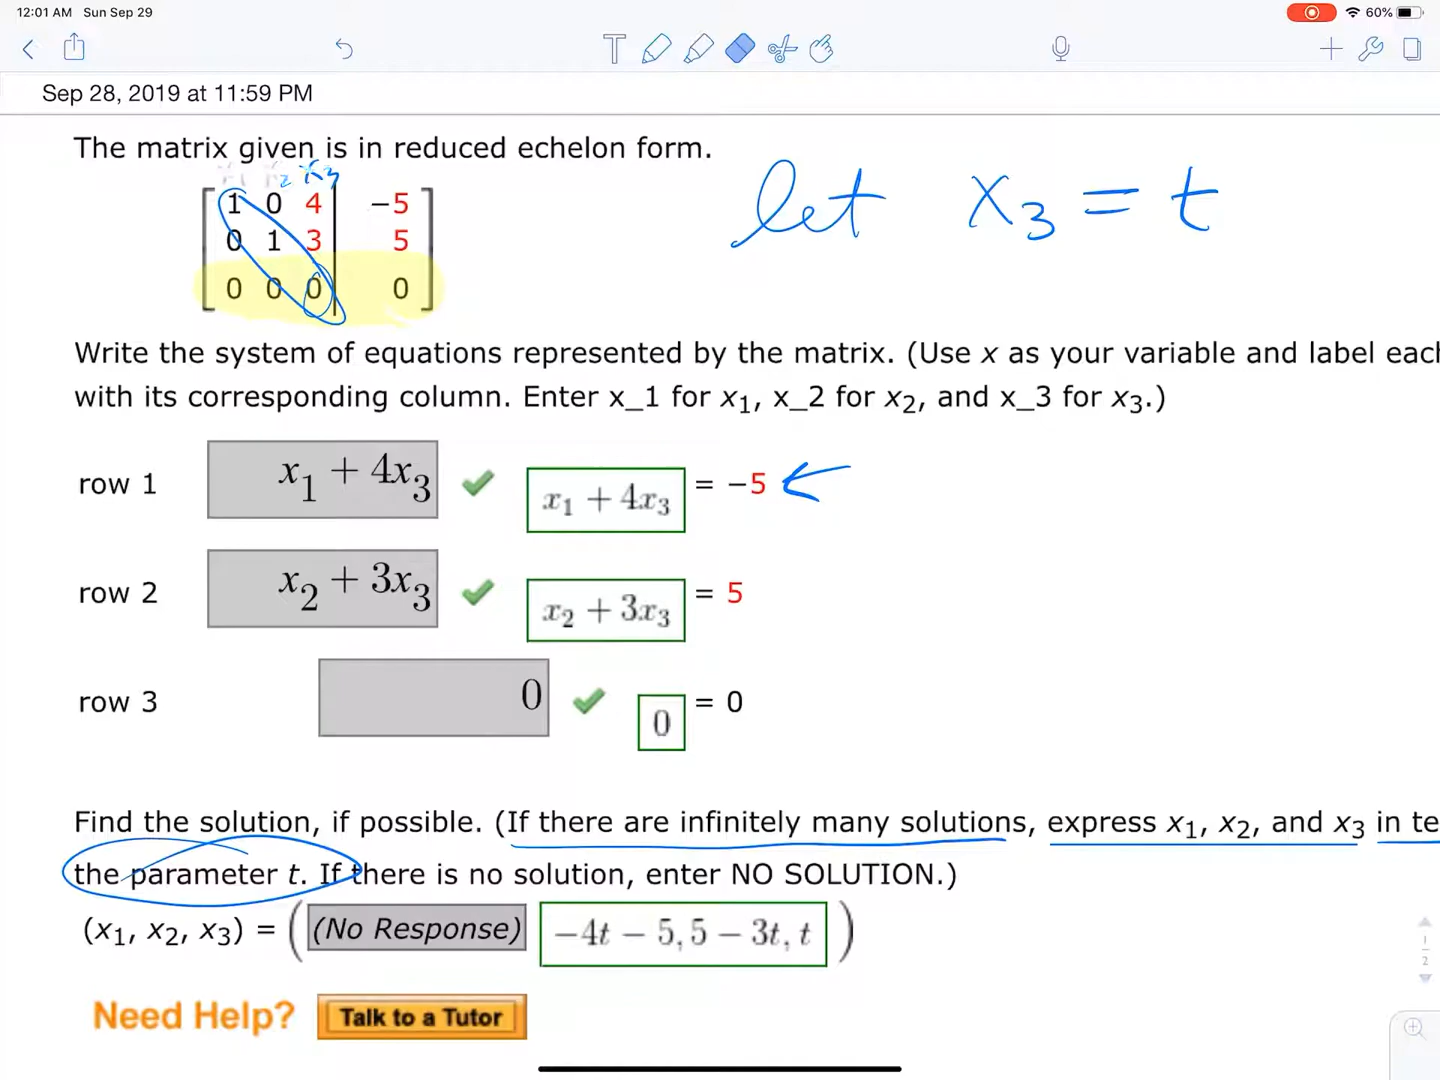 12:01 AM Sun Sep 29 60%
Sep 28, 2019 at 11:59 PM
The matrix given is in reduced echelon form.
let x₃ = t
x₃
1 0 4 | −5
0 1 3 | 5
0 0 0 | 0
Write the system of equations represented by the matrix. (Use x as your variable and label each
with its corresponding column. Enter x_1 for x₁, x_2 for x₂, and x_3 for x₃.)
row 1 x₁ + 4x₃ x₁ + 4x₃ = −5
row 2 x₂ + 3x₃ x₂ + 3x₃ = 5
row 3 0 0 = 0
Find the solution, if possible. (If there are infinitely many solutions, express x₁, x₂, and x₃ in te
the parameter t. If there is no solution, enter NO SOLUTION.)
(x₁, x₂, x₃) = ( (No Response) −4t − 5, 5 − 3t, t )
Need Help? Talk to a Tutor
1
2